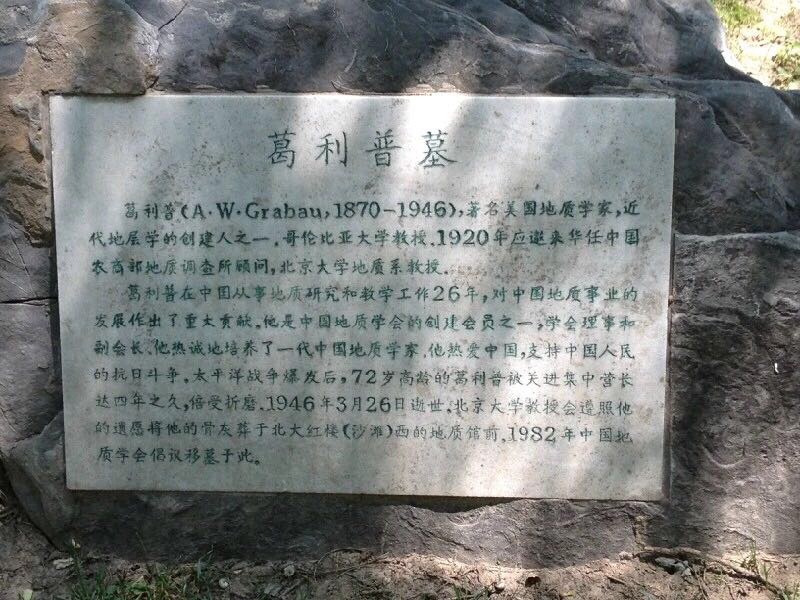 葛利普墓
葛利普(A·W·Grabau,1870-1946),著名美国地质学家,近
代地层学的创建人之一.哥伦比亚大学教授.1920年应邀来华任中国
农商部地质调查所顾问,北京大学地质系教授.
葛利普在中国从事地质研究和教学工作26年,对中国地质事业的
发展作出了重大贡献.他是中国地质学会的创建会员之一,学会理事和
副会长.他热诚地培养了一代中国地质学家.他热爱中国,支持中国人民
的抗日斗争.太平洋战争爆发后,72岁高龄的葛利普被关进集中营长
达四年之久,倍受折磨.1946年3月26日逝世.北京大学教授会遵照他
的遗愿将他的骨灰葬于北大红楼(沙滩)西的地质馆前.1982年中国地
质学会倡议移墓于此。